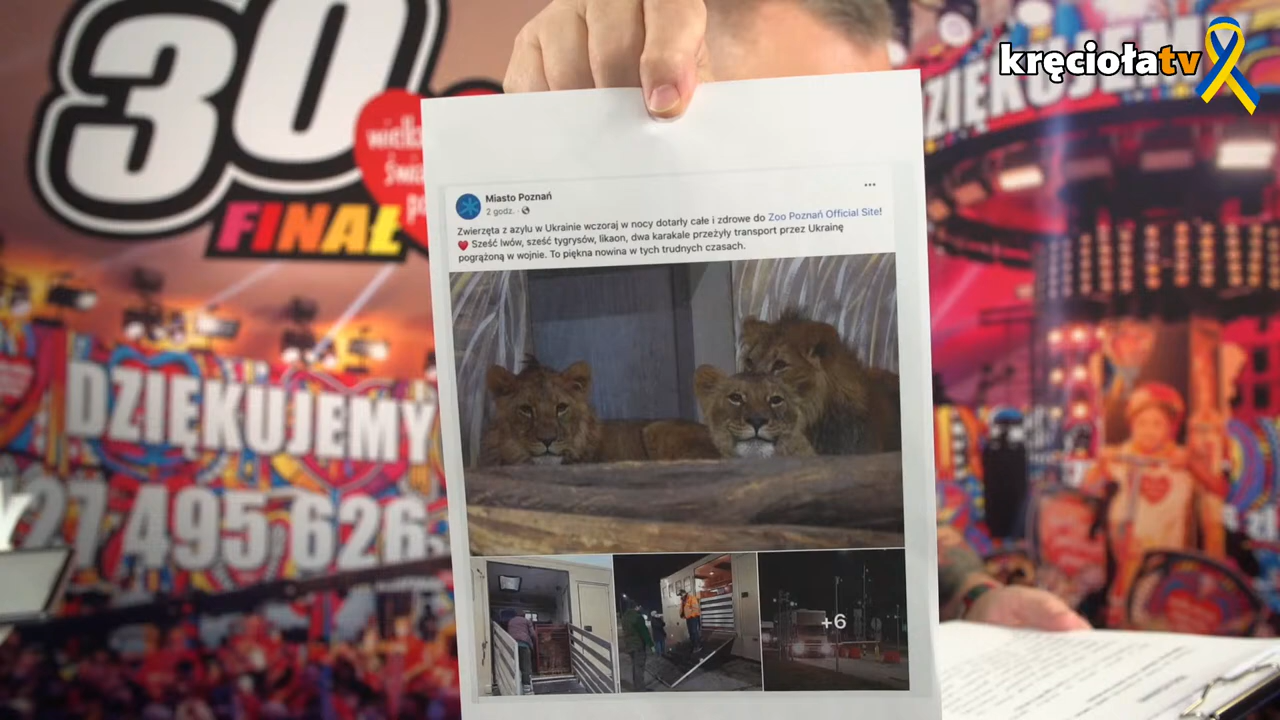 30
FINAŁ
wielk
DZIĘKUJEMY
27 495 626
kręciołatv
DZIĘKUJEMY
Miasto Poznań
2 godz. ·
Zwierzęta z azylu w Ukrainie wczoraj w nocy dotarły całe i zdrowe do Zoo Poznań Official Site!
Sześć lwów, sześć tygrysów, likaon, dwa karakale przeżyły transport przez Ukrainę
pogrążoną w wojnie. To piękna nowina w tych trudnych czasach.
+6